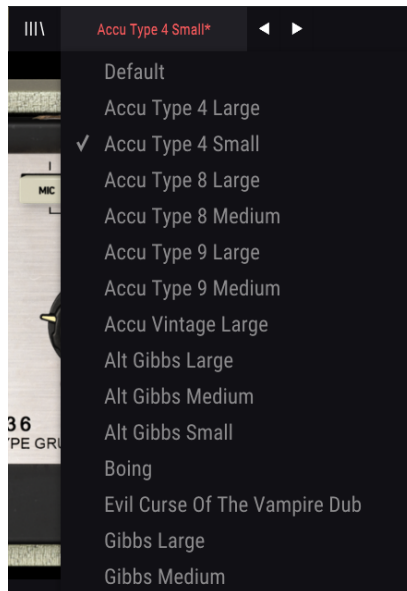 Accu Type 4 Small*
Default
Accu Type 4 Large
Accu Type 4 Small
Accu Type 8 Large
Accu Type 8 Medium
Accu Type 9 Large
MIC
Accu Type 9 Medium
Accu Vintage Large
Alt Gibbs Large
Alt Gibbs Medium
36
Alt Gibbs Small
YPE GRU
Boing
Evil Curse Of The Vampire Dub
Gibbs Large
Gibbs Medium